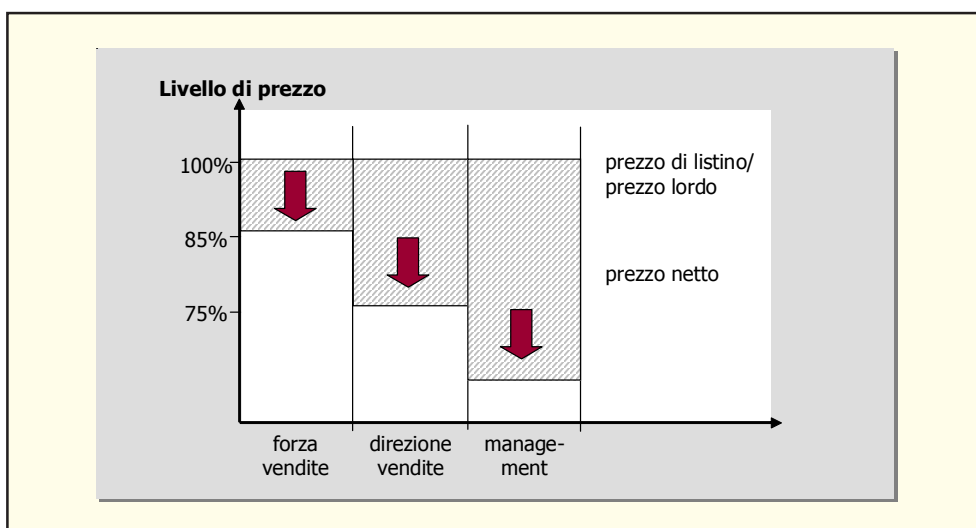 Livello di prezzo
100%
85%
75%
prezzo di listino/
prezzo lordo
prezzo netto
forza
vendite
direzione
vendite
manage-
ment